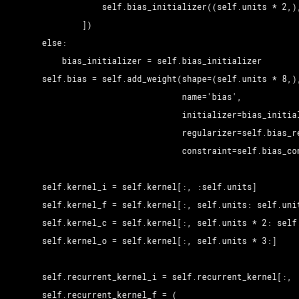 self.bias_initializer((self.units * 2,),
])
else:
bias_initializer = self.bias_initializer
self.bias = self.add_weight(shape=(self.units * 8,),
name='bias',
initializer=bias_initial
regularizer=self.bias_re
constraint=self.bias_con
self.kernel_i = self.kernel[:, :self.units]
self.kernel_f = self.kernel[:, self.units: self.unit
self.kernel_c = self.kernel[:, self.units * 2: self
self.kernel_o = self.kernel[:, self.units * 3:]
self.recurrent_kernel_i = self.recurrent_kernel[:,
self.recurrent_kernel_f = (